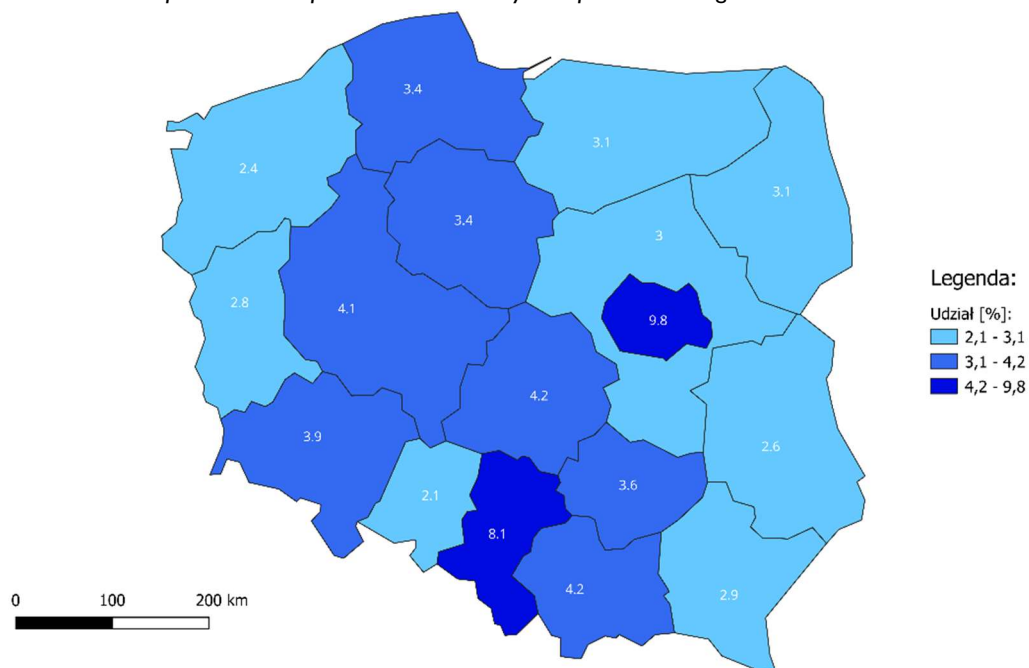 3.4
2.4
3.1
3.1
3.4
3
2.8
4.1
9.8
4.2
3.9
2.6
2.1
3.6
8.1
4.2
2.9
Legenda:
Udział [%]:
2,1 - 3,1
3,1 - 4,2
4,2 - 9,8
0 100 200 km